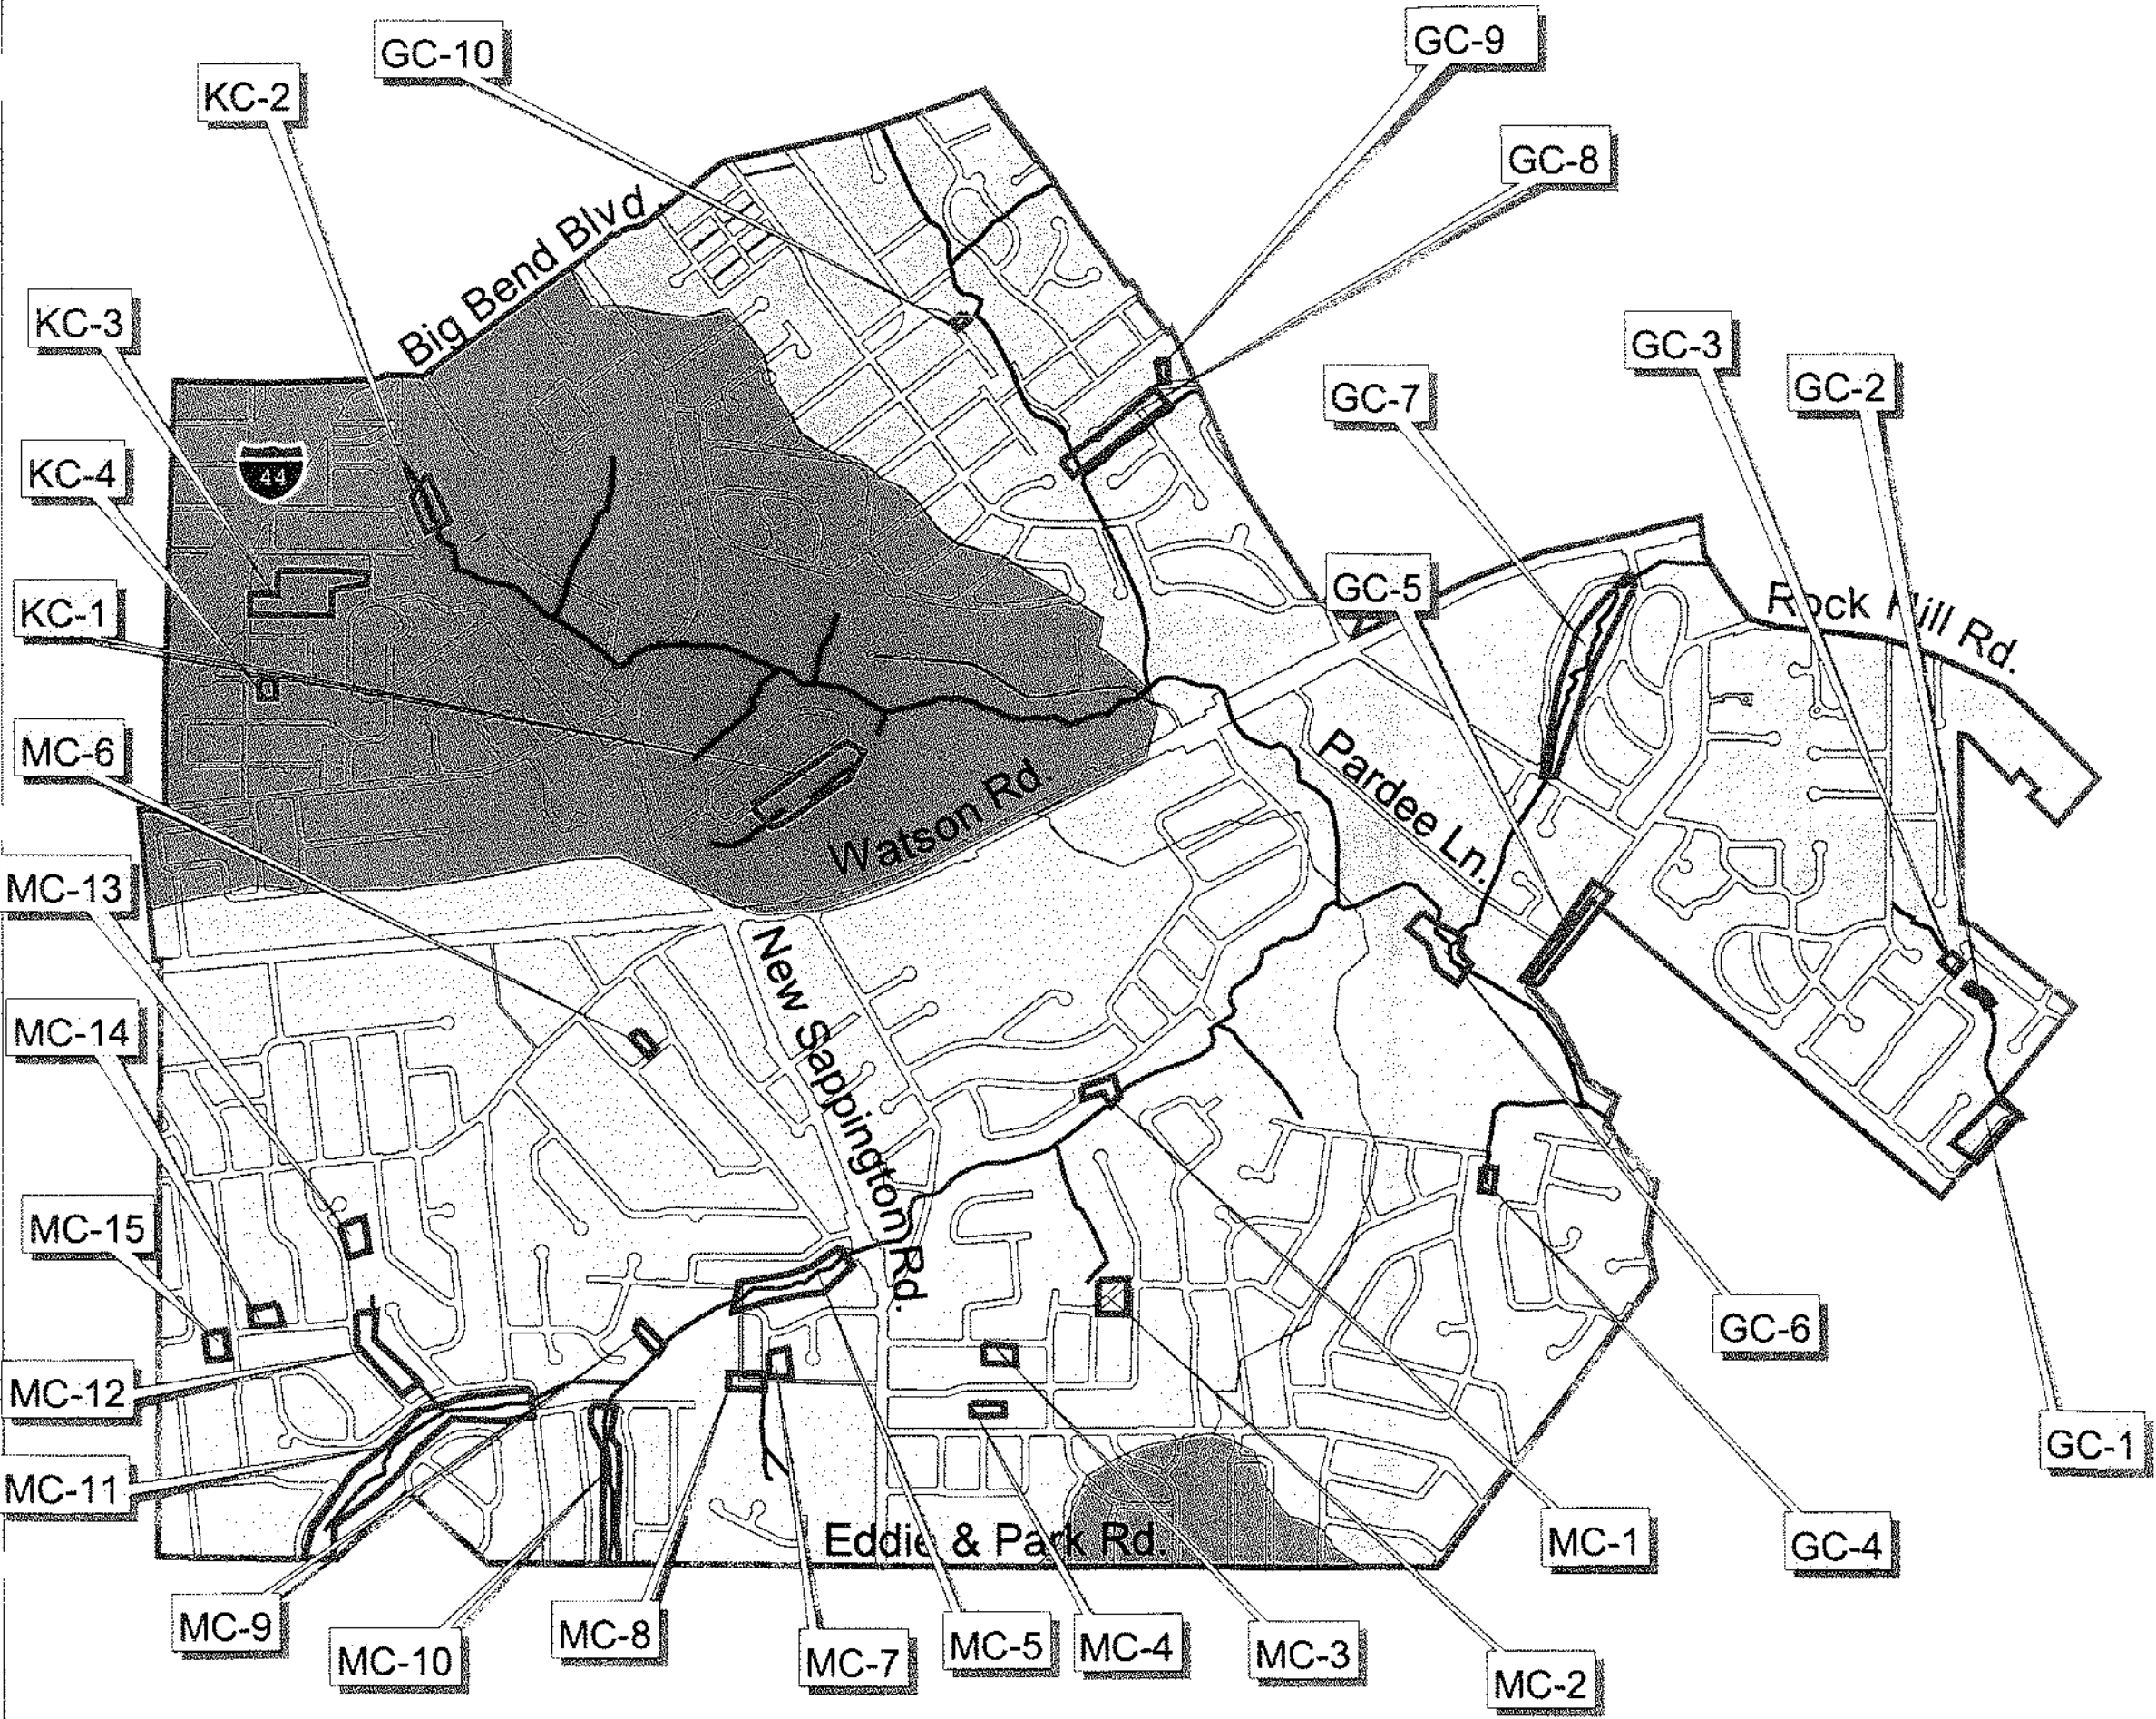 GC-10
GC-9
KC-2
GC-8
Big Bend Blvd.
KC-3
GC-3
GC-2
GC-7
44
KC-4
GC-5
KC-1
Rock Hill Rd.
MC-6
Pardee Ln.
Watson Rd.
MC-13
New Sappington Rd.
MC-14
MC-15
GC-6
MC-12
GC-1
MC-11
Eddie & Park Rd.
MC-1
GC-4
MC-9
MC-10
MC-8
MC-7
MC-5
MC-4
MC-3
MC-2